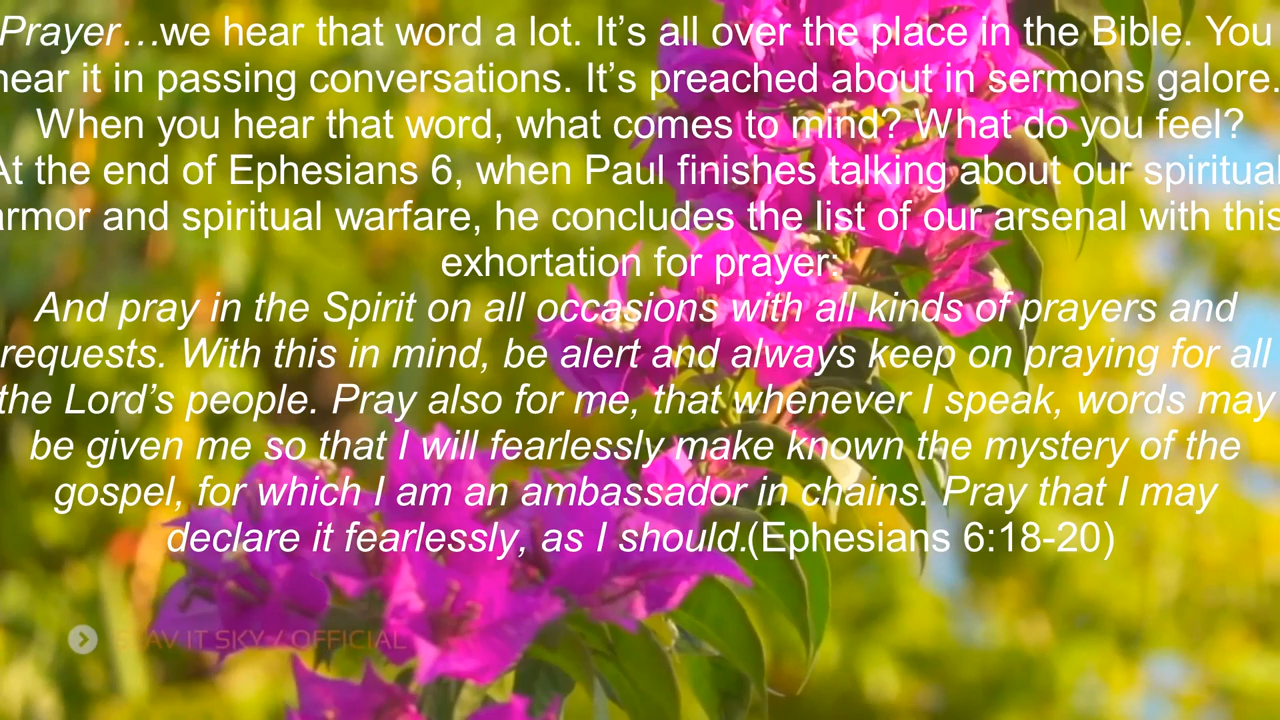 Prayer…we hear that word a lot. It’s all over the place in the Bible. You
hear it in passing conversations. It’s preached about in sermons galore.
When you hear that word, what comes to mind? What do you feel?
At the end of Ephesians 6, when Paul finishes talking about our spiritual
armor and spiritual warfare, he concludes the list of our arsenal with this
exhortation for prayer:
And pray in the Spirit on all occasions with all kinds of prayers and
requests. With this in mind, be alert and always keep on praying for all
the Lord’s people. Pray also for me, that whenever I speak, words may
be given me so that I will fearlessly make known the mystery of the
gospel, for which I am an ambassador in chains. Pray that I may
declare it fearlessly, as I should.(Ephesians 6:18-20)
IT SKY / OFFICIAL